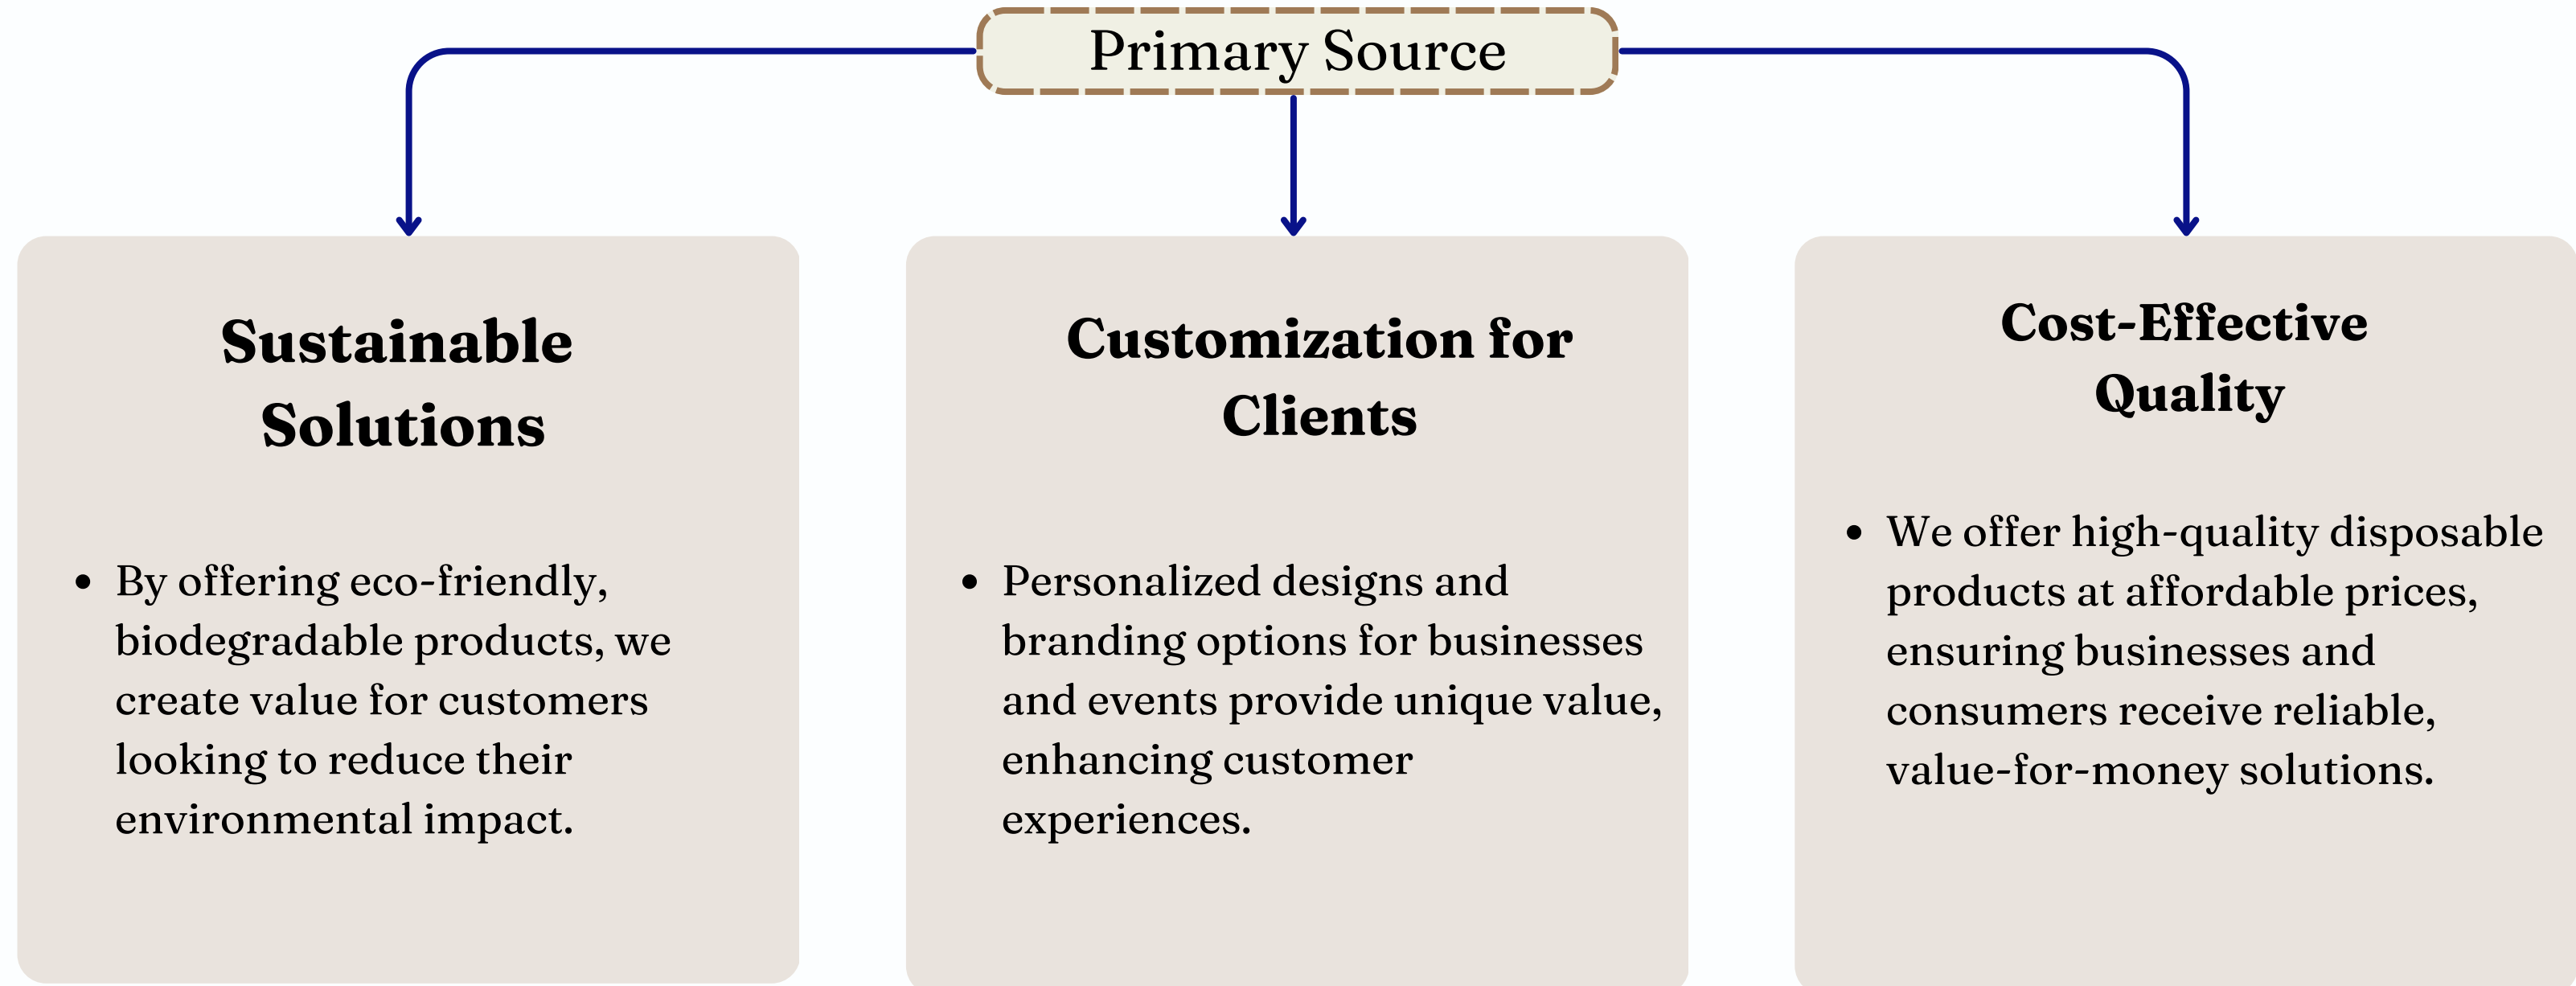 Primary Source
Sustainable
Solutions
• By offering eco-friendly,
biodegradable products, we
create value for customers
looking to reduce their
environmental impact.
Customization for
Clients
• Personalized designs and
branding options for businesses
and events provide unique value,
enhancing customer
experiences.
Cost-Effective
Quality
• We offer high-quality disposable
products at affordable prices,
ensuring businesses and
consumers receive reliable,
value-for-money solutions.